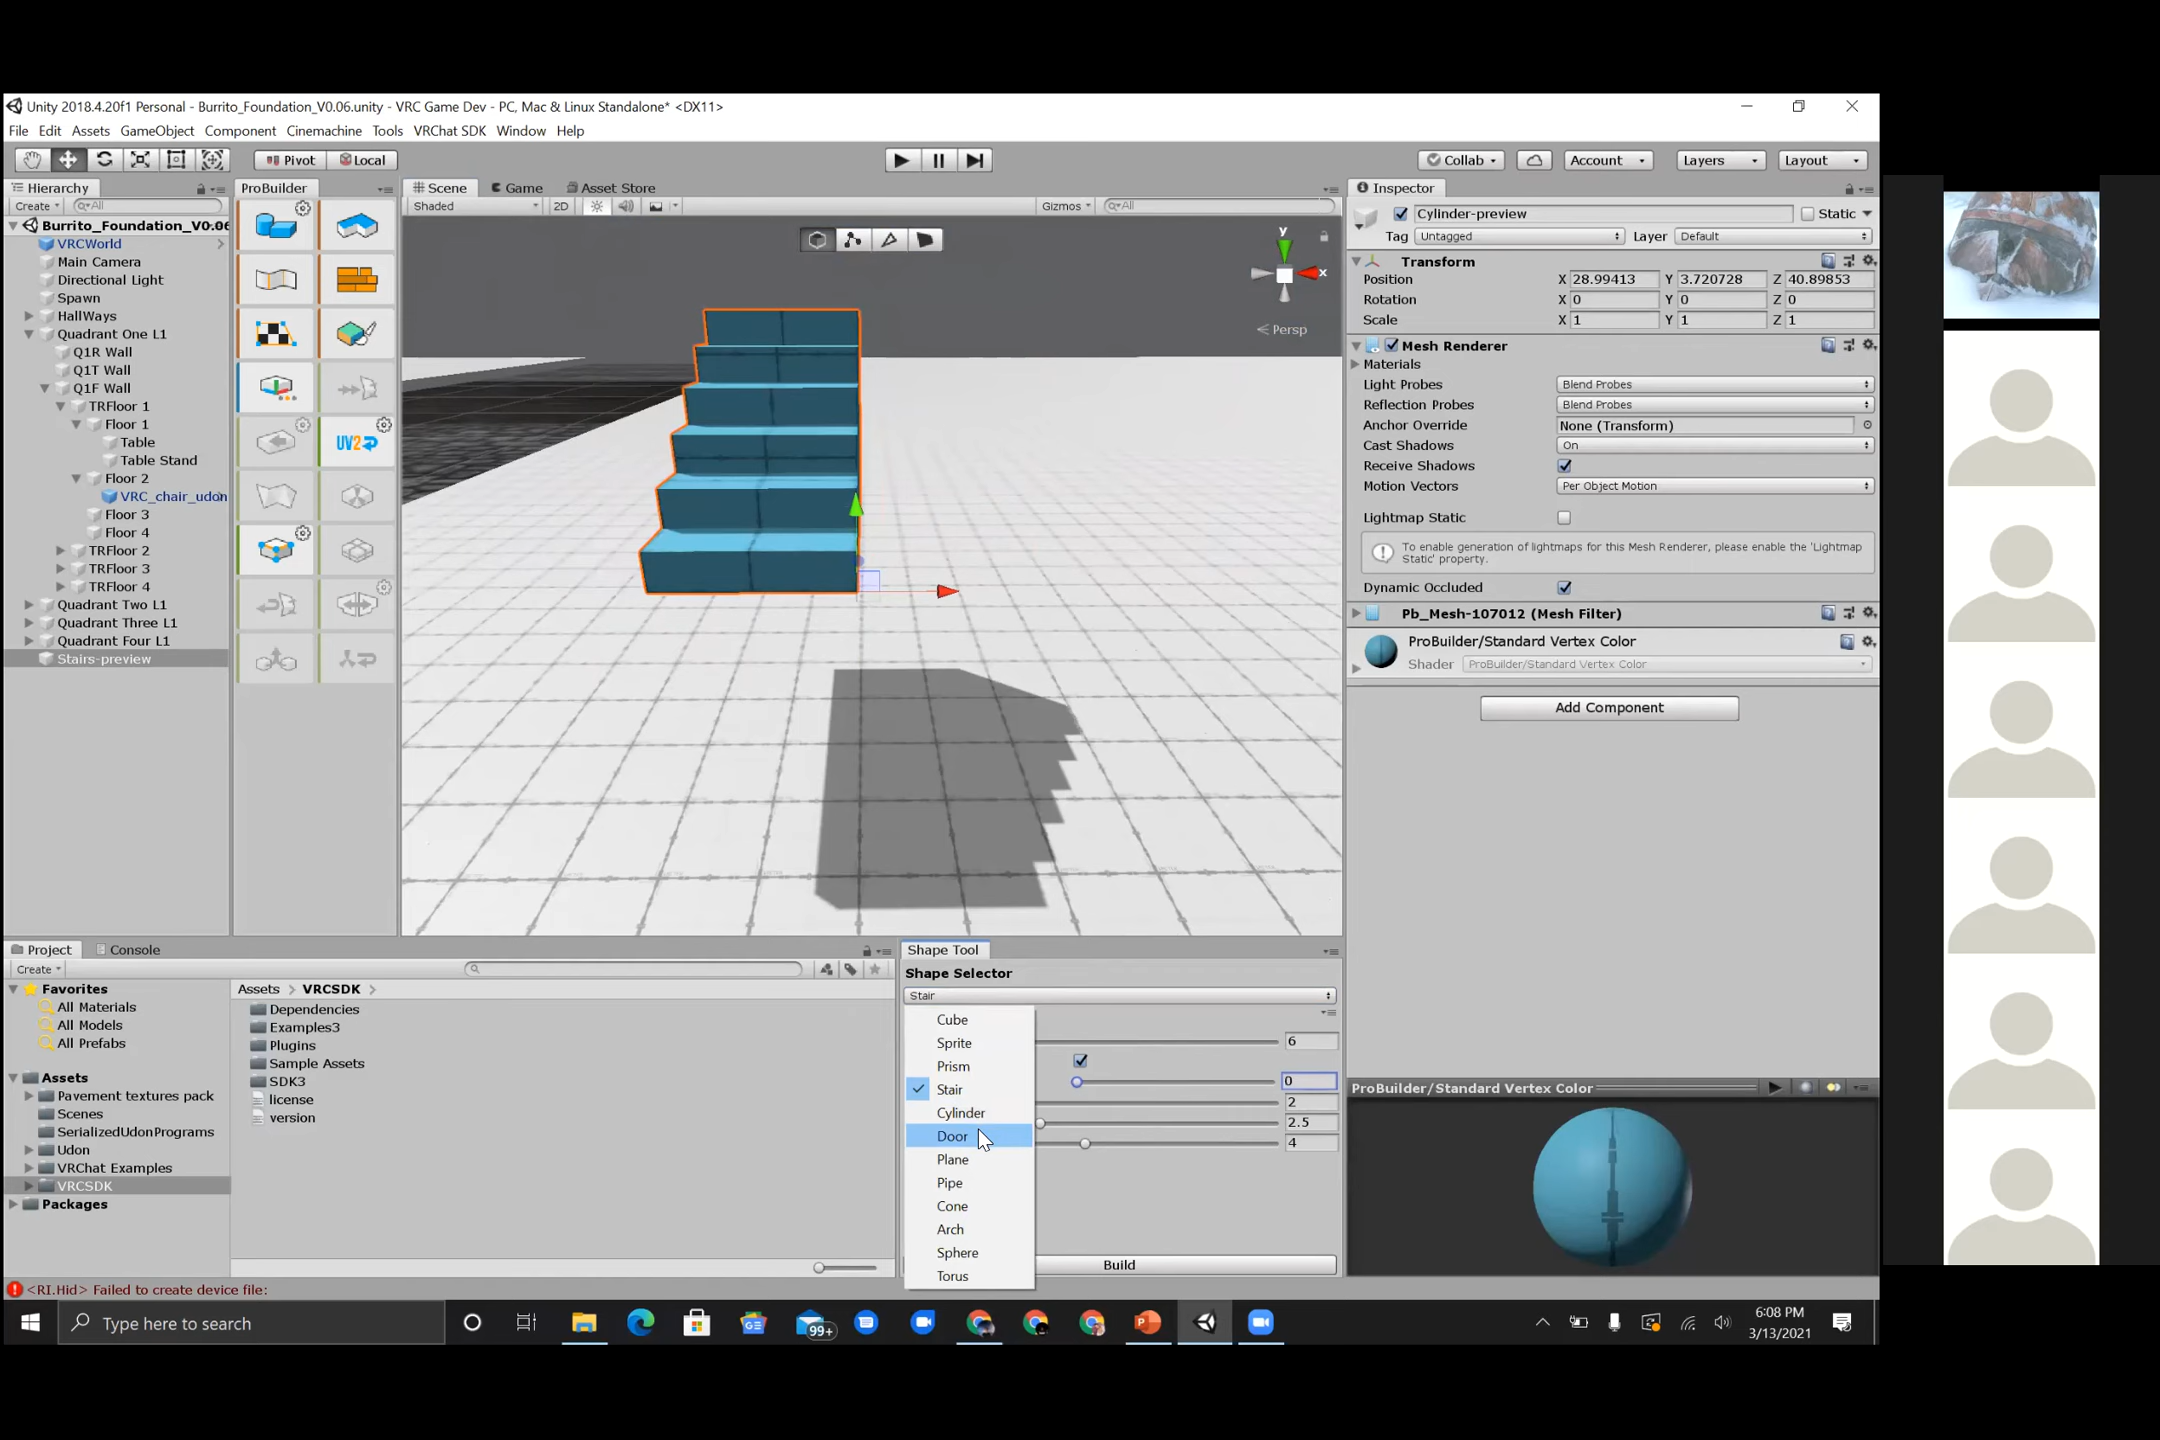 Unity 2018.4.20f1 Personal - Burrito_Foundation_V0.06.unity - VRC Game Dev - PC, Mac & Linux Standalone* <DX11>
File Edit Assets GameObject Component Cinemachine Tools VRChat SDK Window Help
Pivot Local Collab Account Layers Layout
Hierarchy
Create All
Burrito_Foundation_V0.06
VRCWorld
Main Camera
Directional Light
Spawn
HallWays
Quadrant One L1
Q1R Wall
Q1T Wall
Q1F Wall
TRFloor 1
Floor 1
Table
Table Stand
Floor 2
VRC_chair_udon
Floor 3
Floor 4
TRFloor 2
TRFloor 3
TRFloor 4
Quadrant Two L1
Quadrant Three L1
Quadrant Four L1
Stairs-preview
ProBuilder
UV2
Scene Game Asset Store
Shaded 2D Gizmos All
y
x
Persp
Inspector
Cylinder-preview Static
Tag Untagged Layer Default
Transform
Position X 28.99413 Y 3.720728 Z 40.89853
Rotation X 0 Y 0 Z 0
Scale X 1 Y 1 Z 1
Mesh Renderer
Materials
Light Probes Blend Probes
Reflection Probes Blend Probes
Anchor Override None (Transform)
Cast Shadows On
Receive Shadows
Motion Vectors Per Object Motion
Lightmap Static
To enable generation of lightmaps for this Mesh Renderer, please enable the 'Lightmap
Static' property.
Dynamic Occluded
Pb_Mesh-107012 (Mesh Filter)
ProBuilder/Standard Vertex Color
Shader ProBuilder/Standard Vertex Color
Add Component
ProBuilder/Standard Vertex Color
Project Console
Create
Favorites
All Materials
All Models
All Prefabs
Assets
Pavement textures pack
Scenes
SerializedUdonPrograms
Udon
VRChat Examples
VRCSDK
Packages
Assets > VRCSDK >
Dependencies
Examples3
Plugins
Sample Assets
SDK3
license
version
Shape Tool
Shape Selector
Stair
Cube
Sprite
Prism
Stair
Cylinder
Door
Plane
Pipe
Cone
Arch
Sphere
Torus
6
0
2
2.5
4
Build
<RI.Hid> Failed to create device file:
Type here to search
GE
99+
P
6:08 PM
3/13/2021